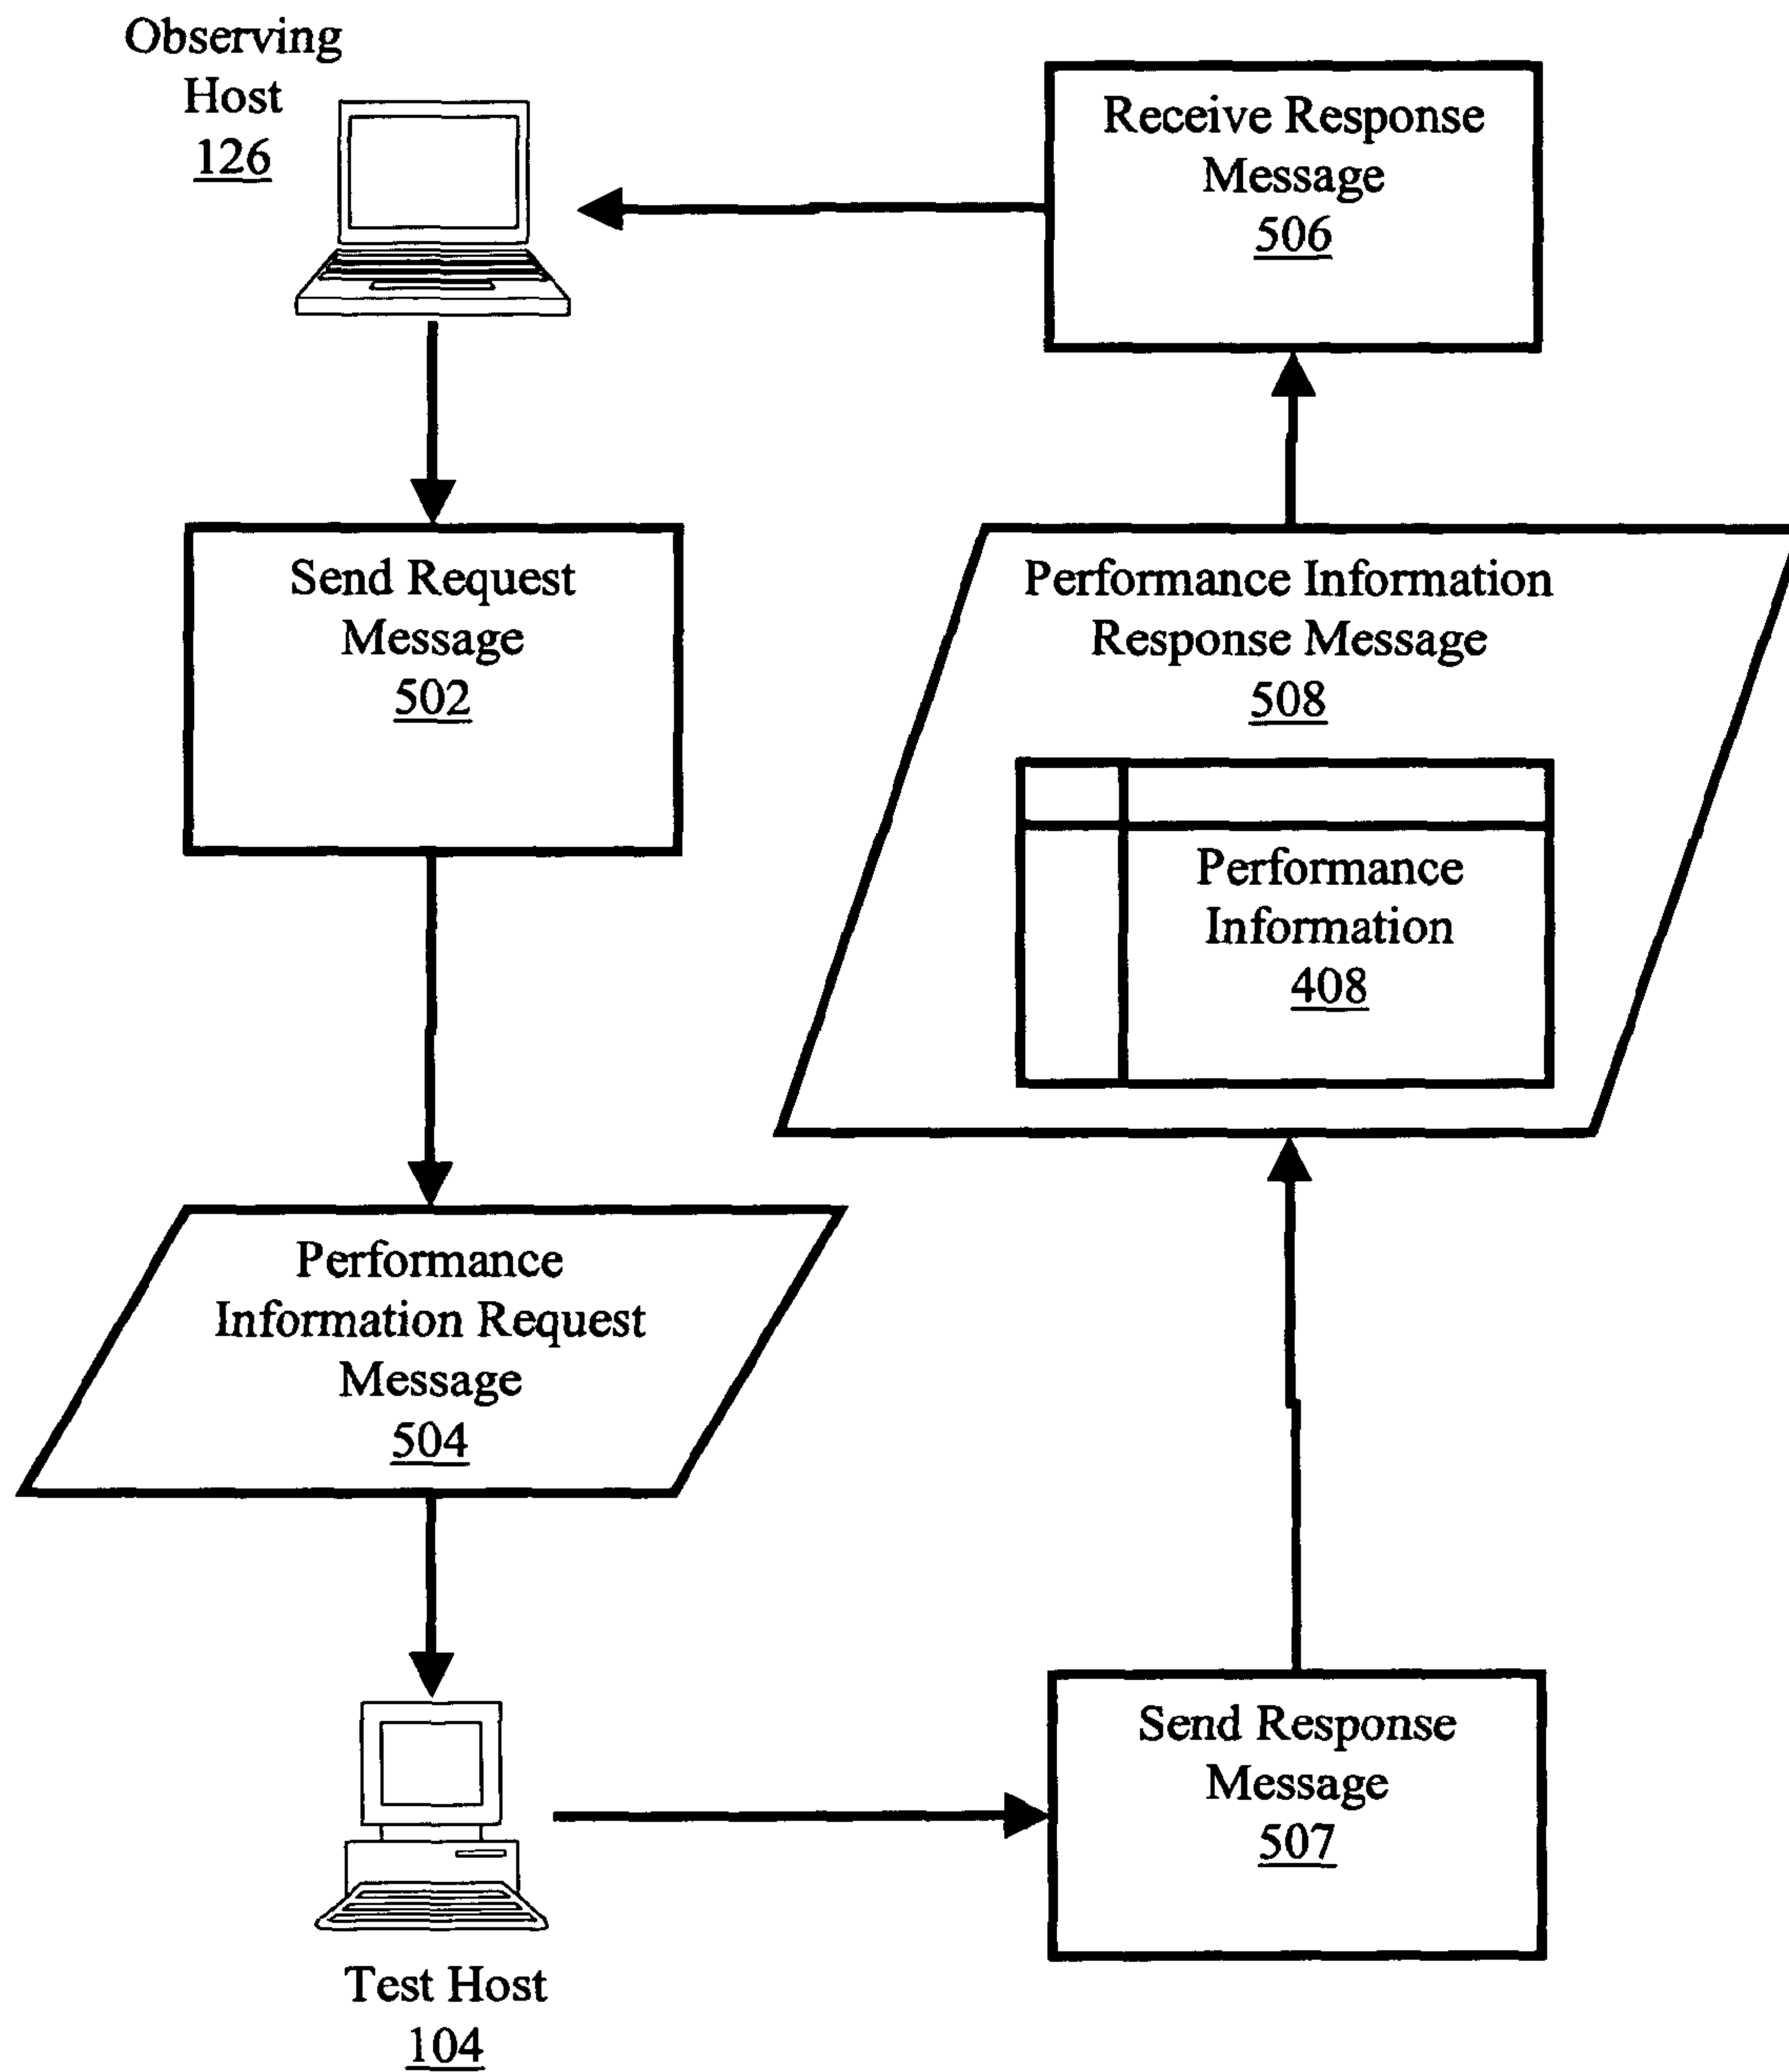 Observing
Host
126
Receive Response
Message
506
Send Request
Message
502
Performance Information
Response Message
508
Performance
Information
408
Performance
Information Request
Message
504
Send Response
Message
507
Test Host
104